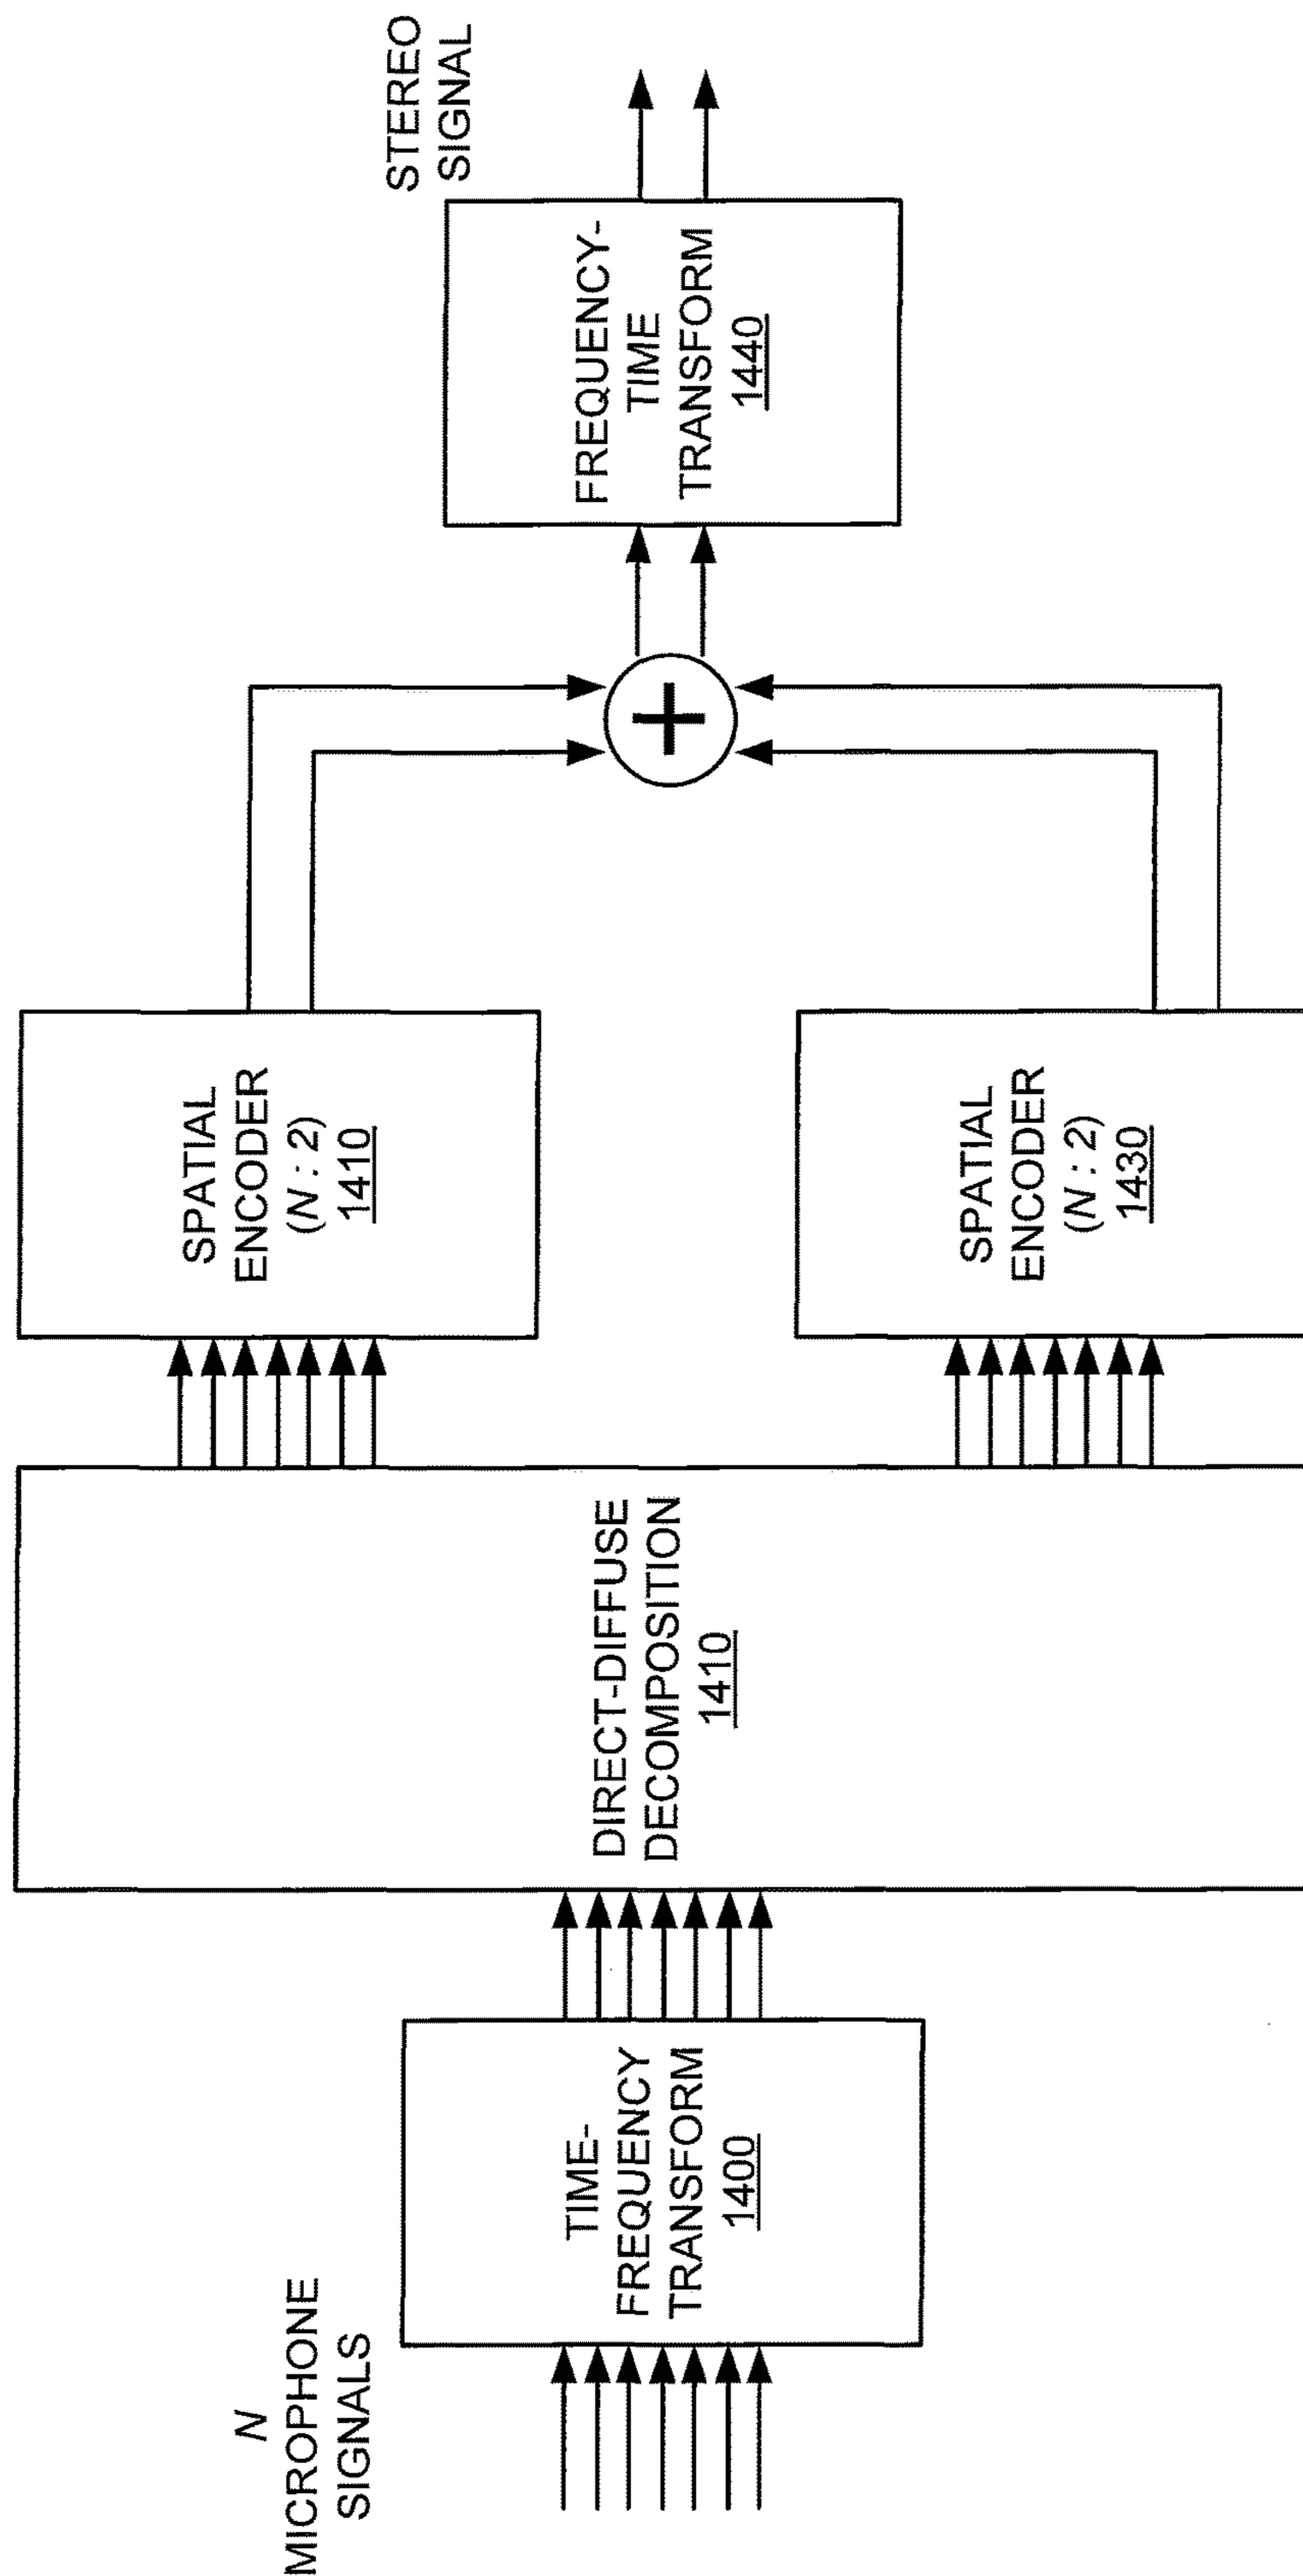 N
MICROPHONE
SIGNALS
TIME-
FREQUENCY
TRANSFORM
1400
DIRECT-DIFFUSE
DECOMPOSITION
1410
SPATIAL
ENCODER
(N : 2)
1410
SPATIAL
ENCODER
(N : 2)
1430
+
FREQUENCY-
TIME
TRANSFORM
1440
STEREO
SIGNAL